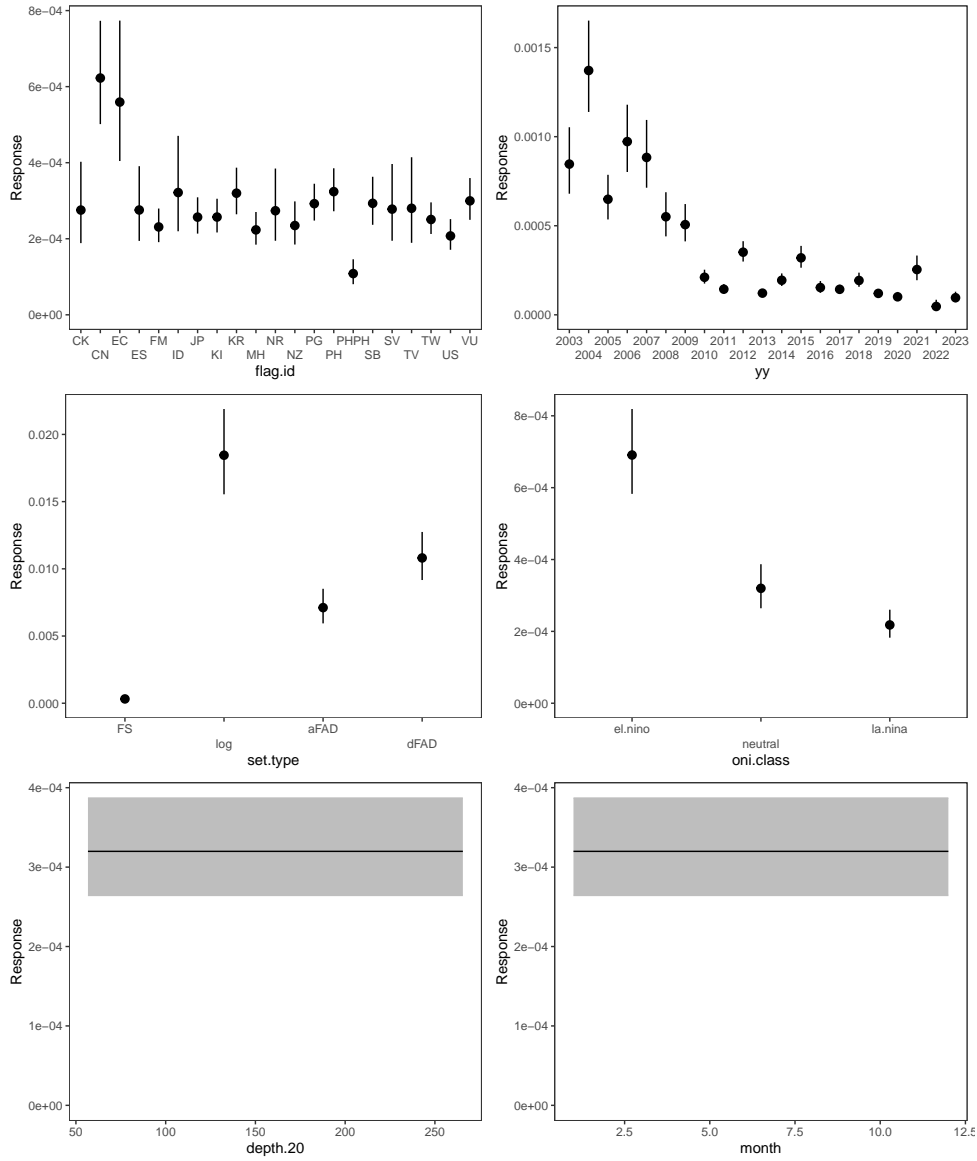 8e−04
6e−04
4e−04
2e−04
0e+00
Response
CK EC FM JP KR NR PG PHPH SV TW VU
CN ES ID KI MH NZ PH SB TV US
flag.id
0.0015
0.0010
0.0005
0.0000
Response
2003 2005 2007 2009 2011 2013 2015 2017 2019 2021 2023
2004 2006 2008 2010 2012 2014 2016 2018 2020 2022
yy
0.020
0.015
0.010
0.005
0.000
Response
FS aFAD
log dFAD
set.type
8e−04
6e−04
4e−04
2e−04
0e+00
Response
el.nino la.nina
neutral
oni.class
4e−04
3e−04
2e−04
1e−04
0e+00
Response
50 100 150 200 250
depth.20
4e−04
3e−04
2e−04
1e−04
0e+00
Response
2.5 5.0 7.5 10.0 12.5
month